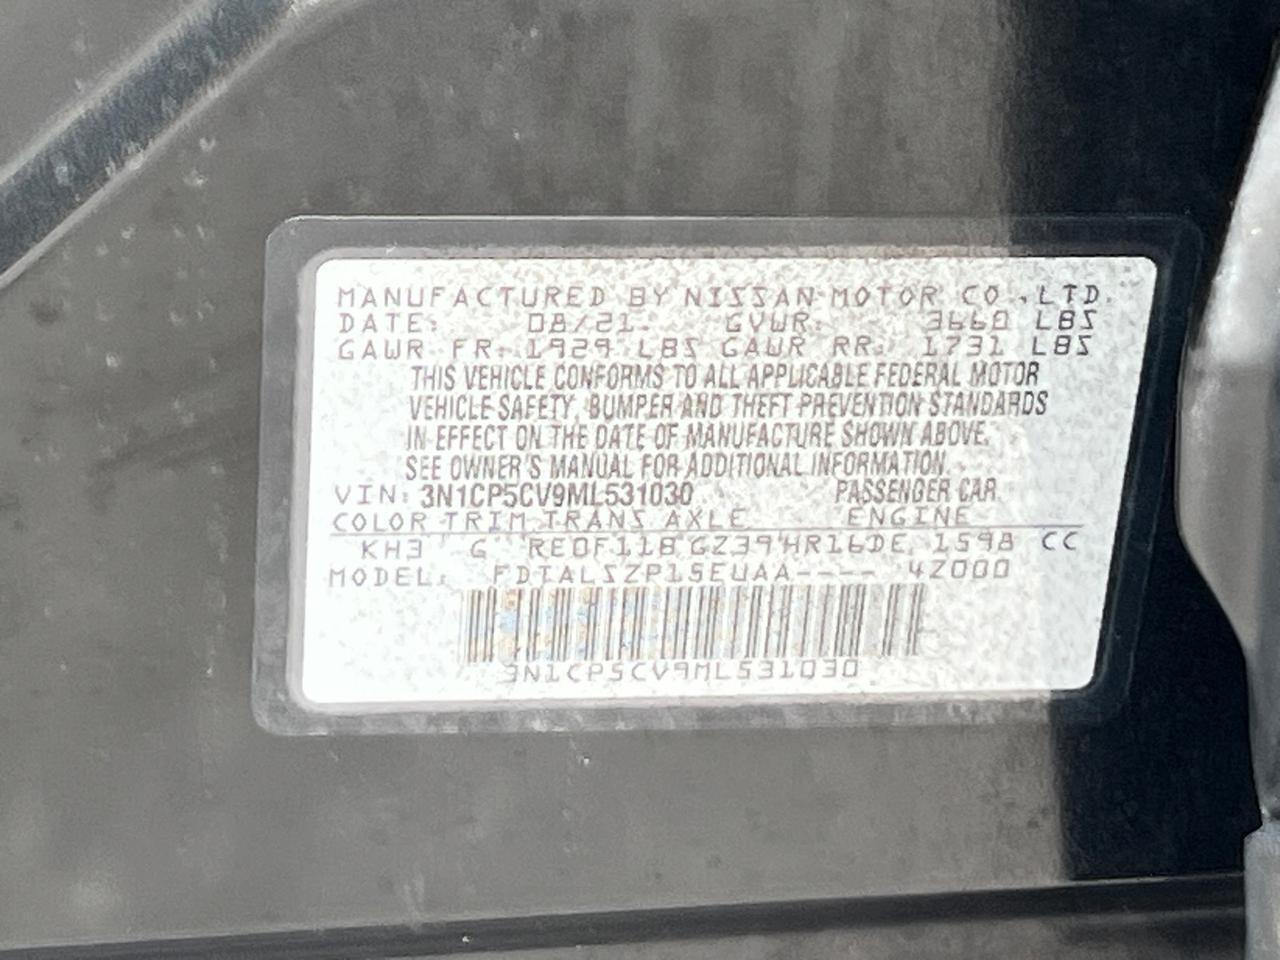 MANUFACTURED BY NISSAN MOTOR CO.,LTD.
DATE: 08/21 GVWR: 3660 LBS
GAWR FR: 1929 LBS GAWR RR: 1731 LBS
THIS VEHICLE CONFORMS TO ALL APPLICABLE FEDERAL MOTOR
VEHICLE SAFETY, BUMPER AND THEFT PREVENTION STANDARDS
IN EFFECT ON THE DATE OF MANUFACTURE SHOWN ABOVE.
SEE OWNER'S MANUAL FOR ADDITIONAL INFORMATION.
VIN: 3N1CP5CV9ML531030 PASSENGER CAR
COLOR TRIM TRANS AXLE ENGINE
KH3 G RE0F11B GZ39 HR16DE 1598 CC
MODEL: FDTALSZP15EUAA---- 4Z000
3N1CP5CV9ML531030